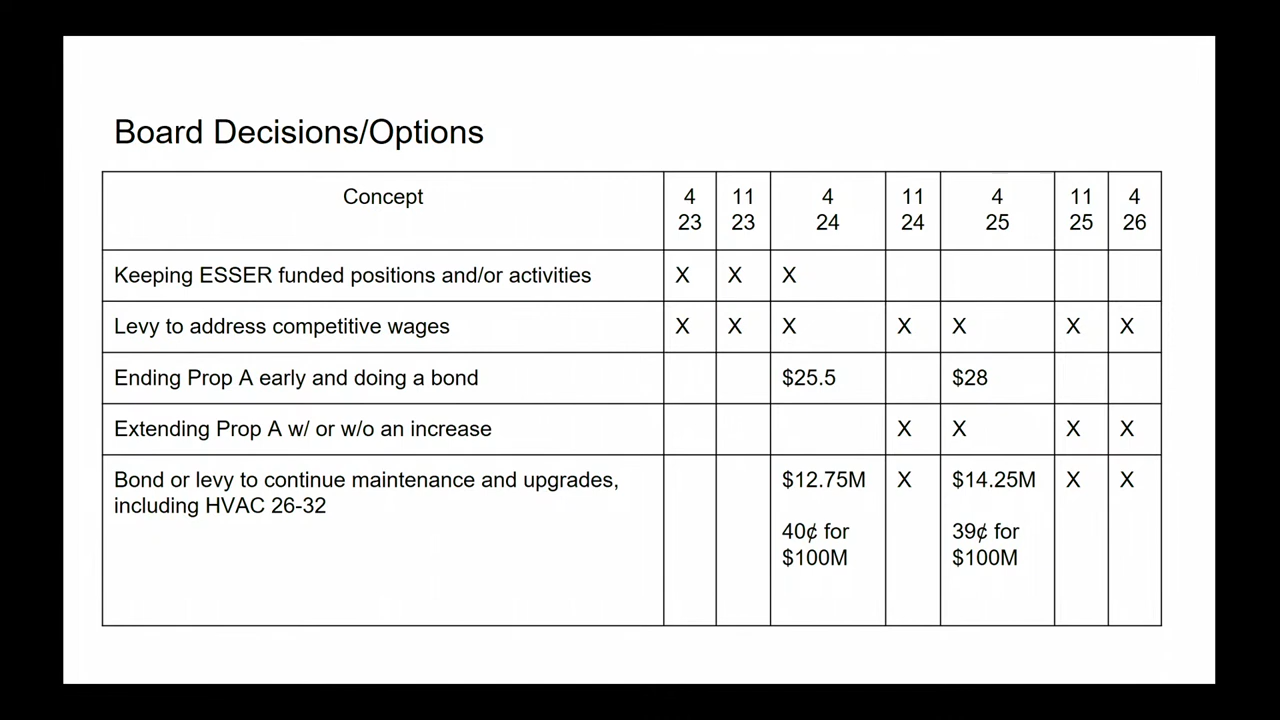 Board Decisions/Options
Concept 4 11 4 11 4 11 4
23 23 24 24 25 25 26
Keeping ESSER funded positions and/or activities X X X
Levy to address competitive wages X X X X X X X
Ending Prop A early and doing a bond $25.5 $28
Extending Prop A w/ or w/o an increase X X X X
Bond or levy to continue maintenance and upgrades, $12.75M X $14.25M X X
including HVAC 26-32
40¢ for 39¢ for
$100M $100M